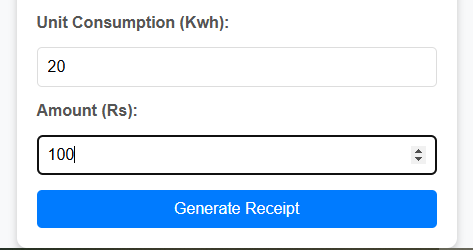 Unit Consumption (Kwh):
20
Amount (Rs):
100
Generate Receipt